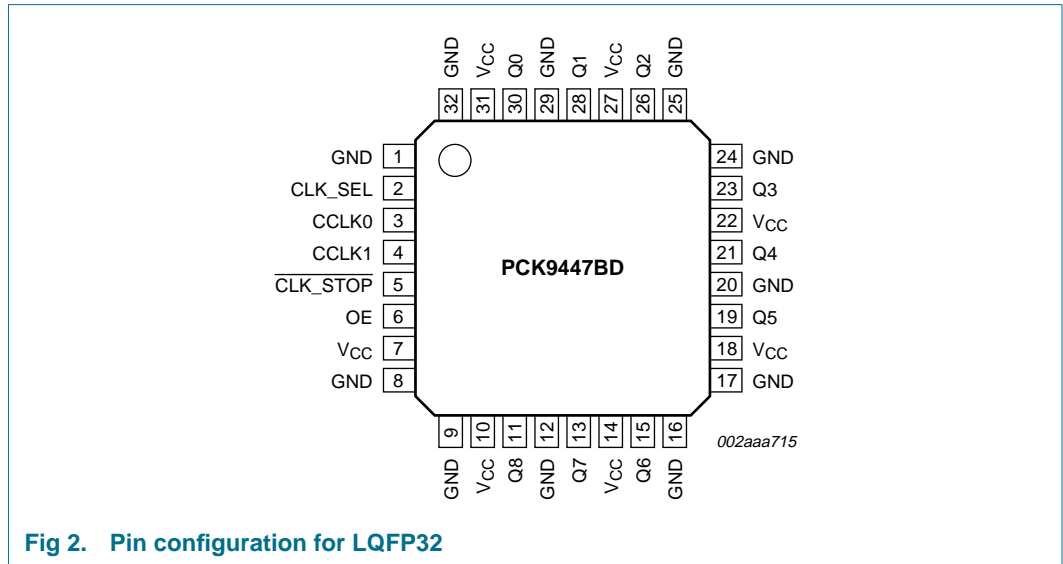 GND VCC Q0 GND Q1 VCC Q2 GND
32 31 30 29 28 27 26 25
GND 1 24 GND
CLK_SEL 2 23 Q3
CCLK0 3 22 VCC
CCLK1 4 21 Q4
PCK9447BD
CLK_STOP 5 20 GND
OE 6 19 Q5
VCC 7 18 VCC
GND 8 17 GND
9 10 11 12 13 14 15 16
GND VCC Q8 GND Q7 VCC Q6 GND
002aaa715
Fig 2. Pin configuration for LQFP32